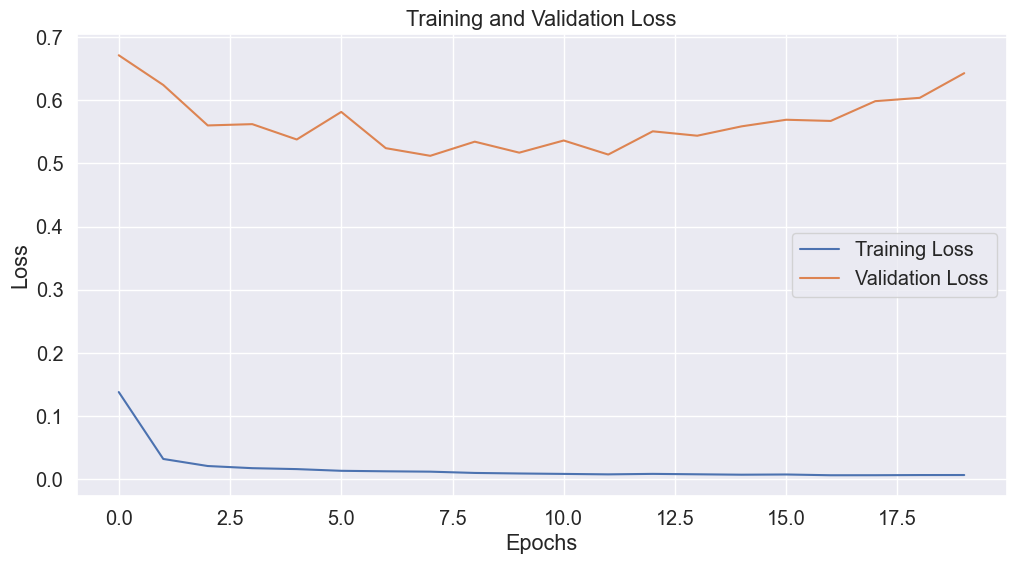 Training and Validation Loss
0.7
0.6
0.5
0.4
0.3
0.2
0.1
0.0
Loss
Training Loss
Validation Loss
0.0 2.5 5.0 7.5 10.0 12.5 15.0 17.5
Epochs